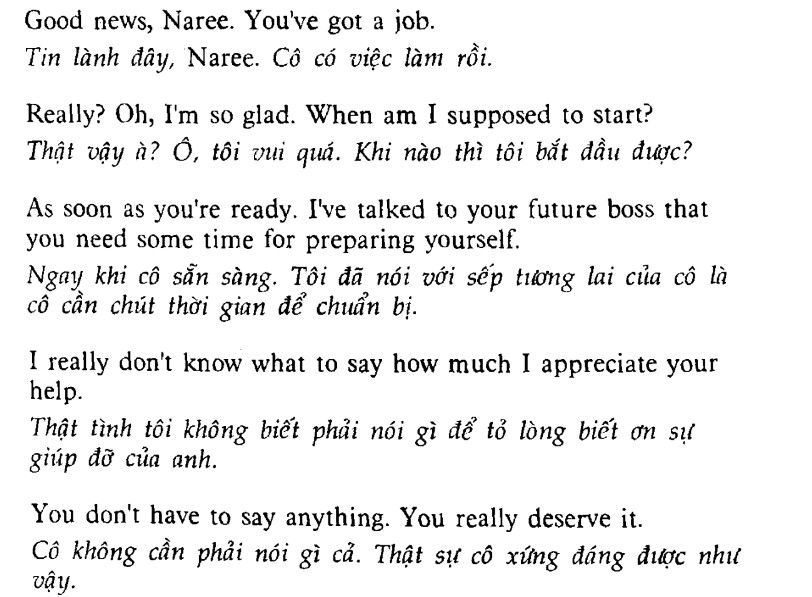 Good news, Naree. You've got a job.
Tin lành đây, Naree. Cô có việc làm rồi.
Really? Oh, I'm so glad. When am I supposed to start?
Thật vậy à? Ô, tôi vui quá. Khi nào thì tôi bắt đầu được?
As soon as you're ready. I've talked to your future boss that
you need some time for preparing yourself.
Ngay khi cô sẵn sàng. Tôi đã nói với sếp tương lai của cô là
cô cần chút thời gian để chuẩn bị.
I really don't know what to say how much I appreciate your
help.
Thật tình tôi không biết phải nói gì để tỏ lòng biết ơn sự
giúp đỡ của anh.
You don't have to say anything. You really deserve it.
Cô không cần phải nói gì cả. Thật sự cô xứng đáng được như
vậy.